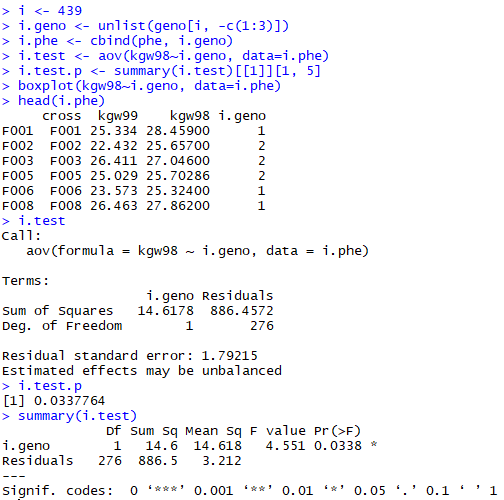 > i <- 439
> i.geno <- unlist(geno[i, -c(1:3)])
> i.phe <- cbind(phe, i.geno)
> i.test <- aov(kgw98~i.geno, data=i.phe)
> i.test.p <- summary(i.test)[[1]][1, 5]
> boxplot(kgw98~i.geno, data=i.phe)
> head(i.phe)
     cross  kgw99    kgw98 i.geno
F001  F001 25.334 28.45900      1
F002  F002 22.432 25.65700      2
F003  F003 26.411 27.04600      2
F005  F005 25.029 25.70286      2
F006  F006 23.573 25.32400      1
F008  F008 26.463 27.86200      1
> i.test
Call:
   aov(formula = kgw98 ~ i.geno, data = i.phe)

Terms:
                  i.geno Residuals
Sum of Squares   14.6178  886.4572
Deg. of Freedom        1       276

Residual standard error: 1.79215
Estimated effects may be unbalanced
> i.test.p
[1] 0.0337764
> summary(i.test)
             Df Sum Sq Mean Sq F value Pr(>F)
i.geno        1   14.6  14.618   4.551 0.0338 *
Residuals   276  886.5   3.212
---
Signif. codes:  0 ‘***’ 0.001 ‘**’ 0.01 ‘*’ 0.05 ‘.’ 0.1 ‘ ’ 1